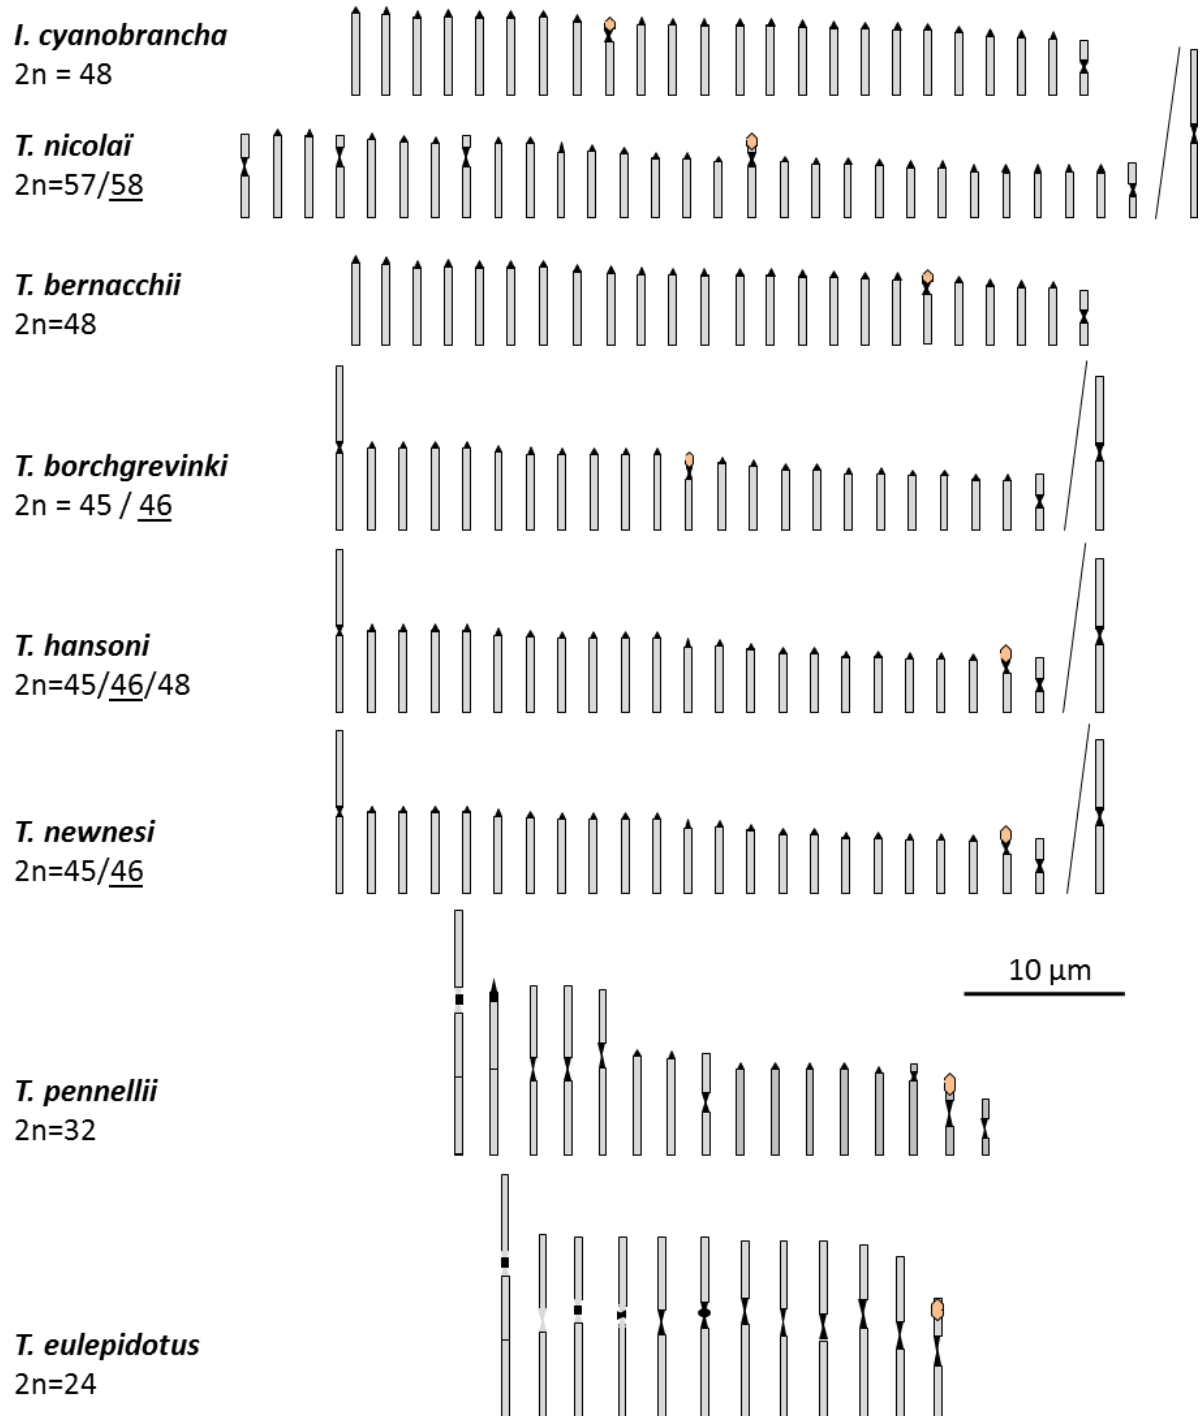 I. cyanobrancha
2n = 48
T. nicolaï
2n=57/58
T. bernacchii
2n=48
T. borchgrevinki
2n = 45 / 46
T. hansoni
2n=45/46/48
T. newnesi
2n=45/46
10 µm
T. pennellii
2n=32
T. eulepidotus
2n=24